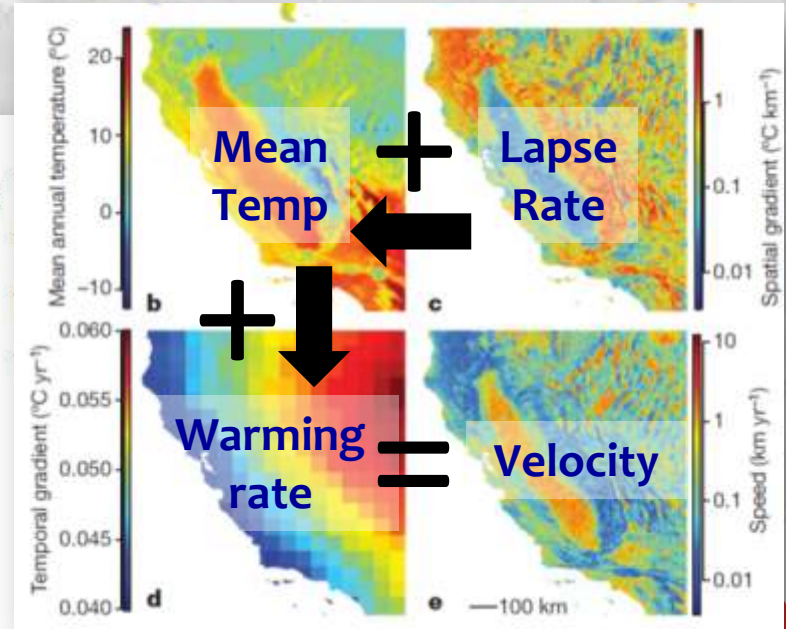 Mean annual temperature (°C)
20
10
0
−10
b
Mean
Temp
+
Lapse
Rate
c
1
0.1
0.01
Spatial gradient (°C km⁻¹)
+
Temporal gradient (°C yr⁻¹)
0.060
0.055
0.050
0.045
0.040
d
Warming
rate
=
Velocity
e
100 km
10
1
0.1
0.01
Speed (km yr⁻¹)